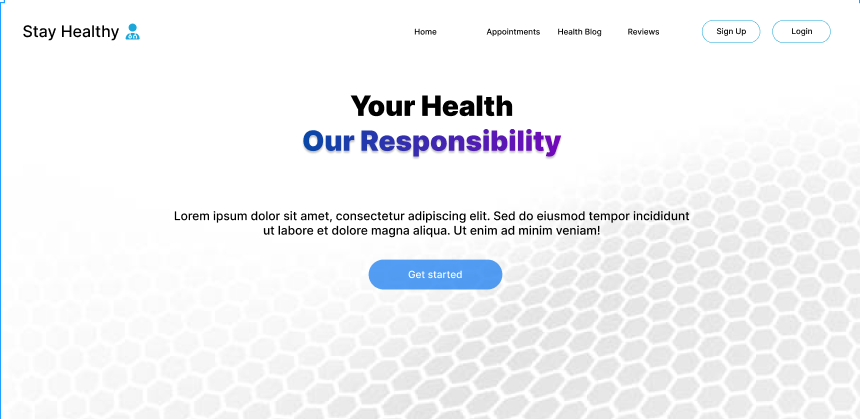 Stay Healthy
Home Appointments Health Blog Reviews Sign Up Login
Your Health
Our Responsibility
Lorem ipsum dolor sit amet, consectetur adipiscing elit. Sed do eiusmod tempor incididunt
ut labore et dolore magna aliqua. Ut enim ad minim veniam!
Get started